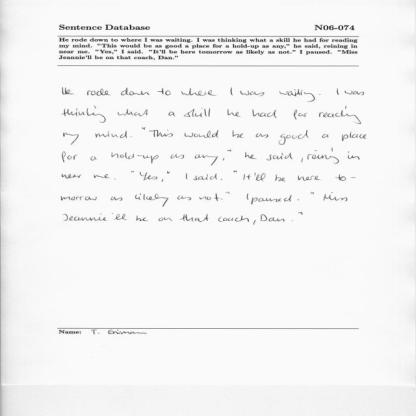 Sentence Database N06-074
He rode down to where I was waiting. I was thinking what a skill he had for reading
my mind. "This would be as good a place for a hold-up as any," he said, reining in
near me. "Yes," I said. "It'll be here tomorrow as likely as not." I paused. "Miss
Jeannie'll be on that coach, Dan."
He rode down to where I was waiting. I was
thinking what a skill he had for reading
my mind. "This would be as good a place
for a hold-up as any," he said, reining in
near me. "Yes," I said. "It'll be here to-
morrow as likely as not." I paused. "Miss
Jeannie'll be on that coach, Dan."
Name: T.